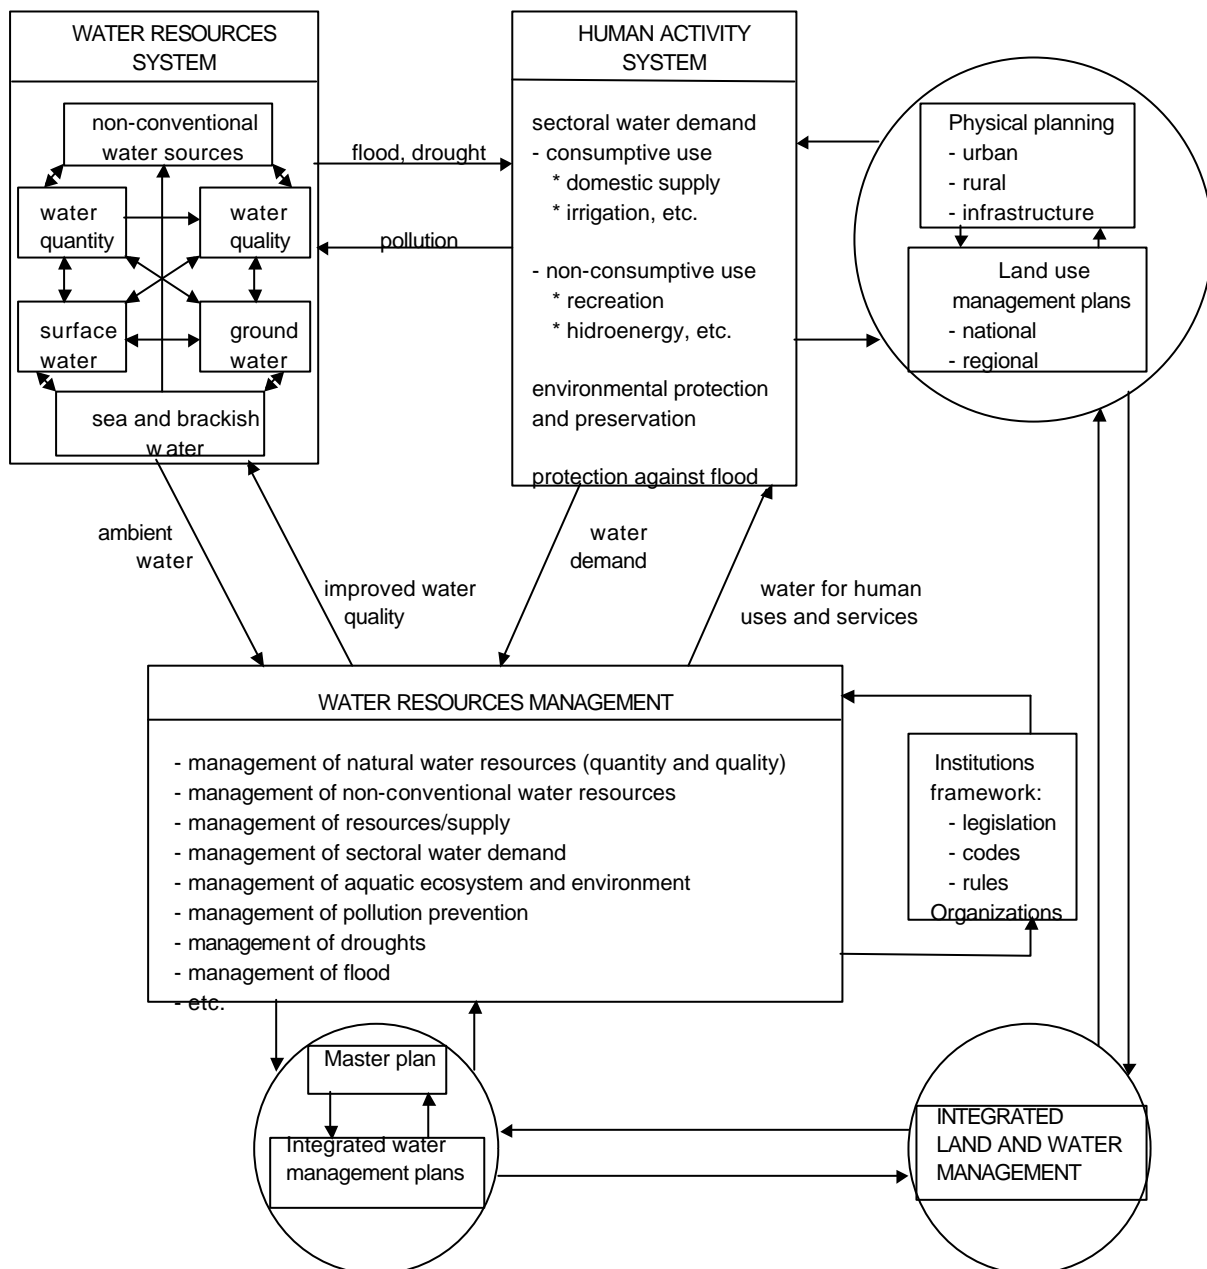 WATER RESOURCES
SYSTEM
non-conventional
water sources
water
quantity
water
quality
surface
water
ground
water
sea and brackish
water
flood, drought
pollution
HUMAN ACTIVITY
SYSTEM
sectoral water demand
- consumptive use
* domestic supply
* irrigation, etc.
- non-consumptive use
* recreation
* hidroenergy, etc.
environmental protection
and preservation
protection against flood
Physical planning
- urban
- rural
- infrastructure
Land use
management plans
- national
- regional
ambient
water
improved water
quality
water
demand
water for human
uses and services
WATER RESOURCES MANAGEMENT
- management of natural water resources (quantity and quality)
- management of non-conventional water resources
- management of resources/supply
- management of sectoral water demand
- management of aquatic ecosystem and environment
- management of pollution prevention
- management of droughts
- management of flood
- etc.
Institutions
framework:
- legislation
- codes
- rules
Organizations
Master plan
Integrated water
management plans
INTEGRATED
LAND AND WATER
MANAGEMENT